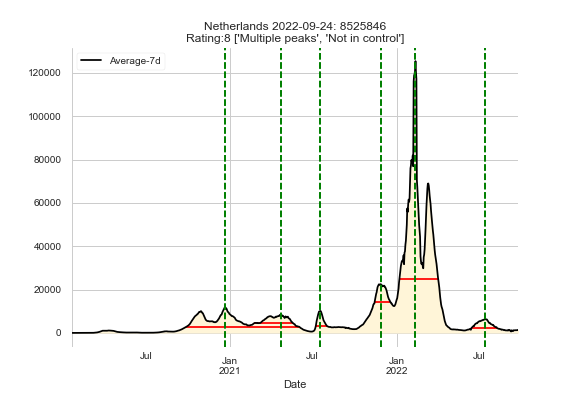 Netherlands 2022-09-24: 8525846
Rating:8 ['Multiple peaks', 'Not in control']
Average-7d
120000
100000
80000
60000
40000
20000
0
Jul
Jan
2021
Jul
Jan
2022
Jul
Date